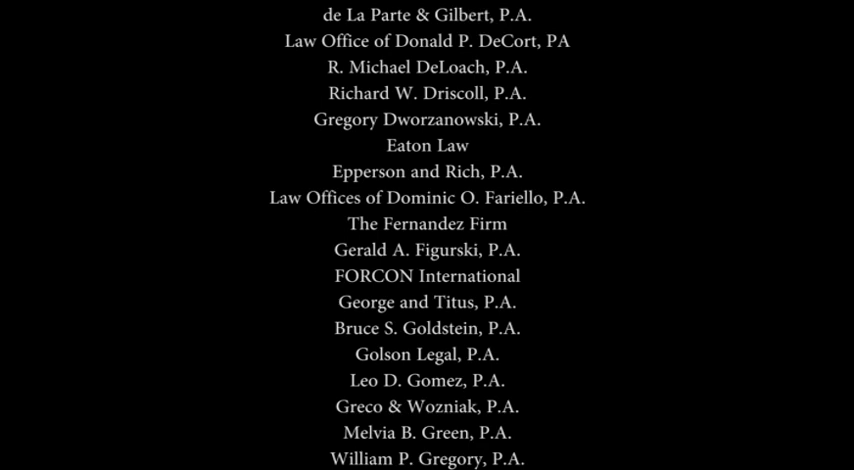 de La Parte & Gilbert, P.A.
Law Office of Donald P. DeCort, PA
R. Michael DeLoach, P.A.
Richard W. Driscoll, P.A.
Gregory Dworzanowski, P.A.
Eaton Law
Epperson and Rich, P.A.
Law Offices of Dominic O. Fariello, P.A.
The Fernandez Firm
Gerald A. Figurski, P.A.
FORCON International
George and Titus, P.A.
Bruce S. Goldstein, P.A.
Golson Legal, P.A.
Leo D. Gomez, P.A.
Greco & Wozniak, P.A.
Melvia B. Green, P.A.
William P. Gregory, P.A.